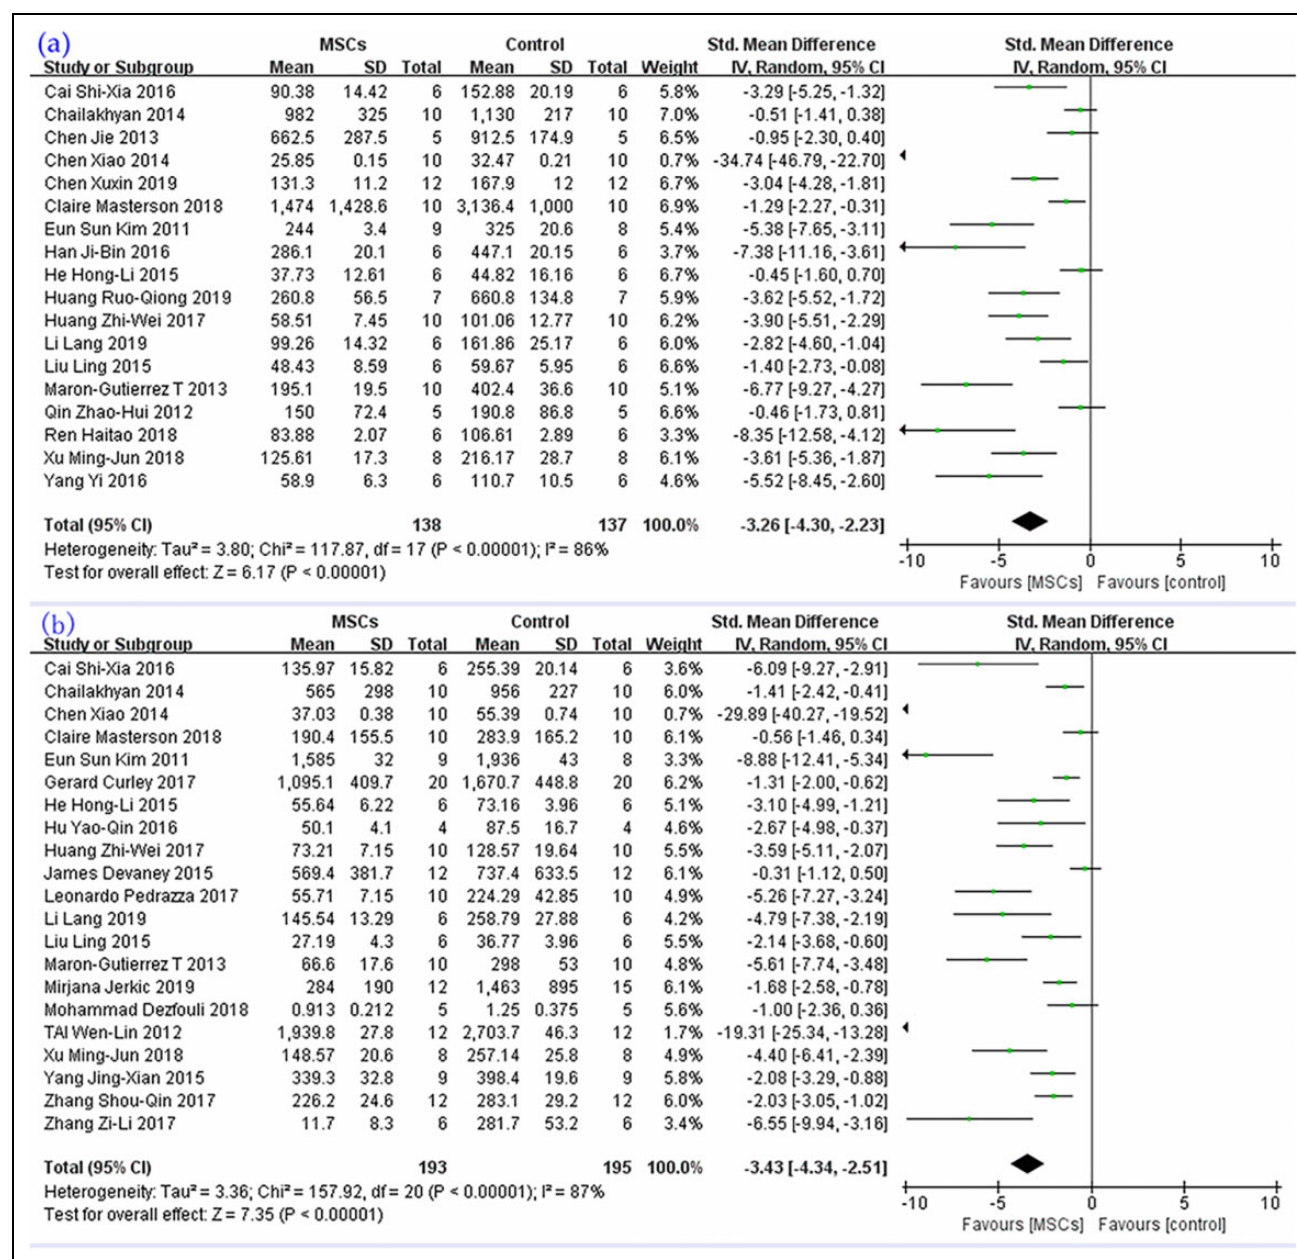 (a) MSCs Control Std. Mean Difference Std. Mean Difference
Study or Subgroup Mean SD Total Mean SD Total Weight IV, Random, 95% CI IV, Random, 95% CI
Cai Shi-Xia 2016 90.38 14.42 6 152.88 20.19 6 5.8% -3.29 [-5.25, -1.32]
Chailakhyan 2014 982 325 10 1,130 217 10 7.0% -0.51 [-1.41, 0.38]
Chen Jie 2013 662.5 287.5 5 912.5 174.9 5 6.5% -0.95 [-2.30, 0.40]
Chen Xiao 2014 25.85 0.15 10 32.47 0.21 10 0.7% -34.74 [-46.79, -22.70]
Chen Xuxin 2019 131.3 11.2 12 167.9 12 12 6.7% -3.04 [-4.28, -1.81]
Claire Masterson 2018 1,474 1,428.6 10 3,136.4 1,000 10 6.9% -1.29 [-2.27, -0.31]
Eun Sun Kim 2011 244 3.4 9 325 20.6 8 5.4% -5.38 [-7.65, -3.11]
Han Ji-Bin 2016 286.1 20.1 6 447.1 20.15 6 3.7% -7.38 [-11.16, -3.61]
He Hong-Li 2015 37.73 12.61 6 44.82 16.16 6 6.7% -0.45 [-1.60, 0.70]
Huang Ruo-Qiong 2019 260.8 56.5 7 660.8 134.8 7 5.9% -3.62 [-5.52, -1.72]
Huang Zhi-Wei 2017 58.51 7.45 10 101.06 12.77 10 6.2% -3.90 [-5.51, -2.29]
Li Lang 2019 99.26 14.32 6 161.86 25.17 6 6.0% -2.82 [-4.60, -1.04]
Liu Ling 2015 48.43 8.59 6 59.67 5.95 6 6.6% -1.40 [-2.73, -0.08]
Maron-Gutierrez T 2013 195.1 19.5 10 402.4 36.6 10 5.1% -6.77 [-9.27, -4.27]
Qin Zhao-Hui 2012 150 72.4 5 190.8 86.8 5 6.6% -0.46 [-1.73, 0.81]
Ren Haitao 2018 83.88 2.07 6 106.61 2.89 6 3.3% -8.35 [-12.58, -4.12]
Xu Ming-Jun 2018 125.61 17.3 8 216.17 28.7 8 6.1% -3.61 [-5.36, -1.87]
Yang Yi 2016 58.9 6.3 6 110.7 10.5 6 4.6% -5.52 [-8.45, -2.60]
Total (95% CI) 138 137 100.0% -3.26 [-4.30, -2.23]
Heterogeneity: Tau² = 3.80; Chi² = 117.87, df = 17 (P < 0.00001); I² = 86%
Test for overall effect: Z = 6.17 (P < 0.00001)
-10 -5 0 5 10
Favours [MSCs] Favours [control]
(b) MSCs Control Std. Mean Difference Std. Mean Difference
Study or Subgroup Mean SD Total Mean SD Total Weight IV, Random, 95% CI IV, Random, 95% CI
Cai Shi-Xia 2016 135.97 15.82 6 255.39 20.14 6 3.6% -6.09 [-9.27, -2.91]
Chailakhyan 2014 565 298 10 956 227 10 6.0% -1.41 [-2.42, -0.41]
Chen Xiao 2014 37.03 0.38 10 55.39 0.74 10 0.7% -29.89 [-40.27, -19.52]
Claire Masterson 2018 190.4 155.5 10 283.9 165.2 10 6.1% -0.56 [-1.46, 0.34]
Eun Sun Kim 2011 1,585 32 9 1,936 43 8 3.3% -8.88 [-12.41, -5.34]
Gerard Curley 2017 1,095.1 409.7 20 1,670.7 448.8 20 6.2% -1.31 [-2.00, -0.62]
He Hong-Li 2015 55.64 6.22 6 73.16 3.96 6 5.1% -3.10 [-4.99, -1.21]
Hu Yao-Qin 2016 50.1 4.1 4 87.5 16.7 4 4.6% -2.67 [-4.98, -0.37]
Huang Zhi-Wei 2017 73.21 7.15 10 128.57 19.64 10 5.5% -3.59 [-5.11, -2.07]
James Devaney 2015 569.4 381.7 12 737.4 633.5 12 6.1% -0.31 [-1.12, 0.50]
Leonardo Pedrazza 2017 55.71 7.15 10 224.29 42.85 10 4.9% -5.26 [-7.27, -3.24]
Li Lang 2019 145.54 13.29 6 258.79 27.88 6 4.2% -4.79 [-7.38, -2.19]
Liu Ling 2015 27.19 4.3 6 36.77 3.96 6 5.5% -2.14 [-3.68, -0.60]
Maron-Gutierrez T 2013 66.6 17.6 10 298 53 10 4.8% -5.61 [-7.74, -3.48]
Mirjana Jerkic 2019 284 190 12 1,463 895 15 6.1% -1.68 [-2.58, -0.78]
Mohammad Dezfouli 2018 0.913 0.212 5 1.25 0.375 5 5.7% -1.00 [-2.36, 0.36]
TAI Wen-Lin 2012 1,939.8 27.8 12 2,703.7 46.3 12 1.7% -19.31 [-25.34, -13.28]
Xu Ming-Jun 2018 148.57 20.6 8 257.14 25.8 8 4.9% -4.40 [-6.41, -2.39]
Yang Jing-Xian 2015 339.3 32.8 9 398.4 19.6 9 5.8% -2.08 [-3.29, -0.88]
Zhang Shou-Qin 2017 226.2 24.6 12 283.1 29.2 12 6.0% -2.03 [-3.05, -1.02]
Zhang Zi-Li 2017 11.7 8.3 6 281.7 53.2 6 3.4% -6.55 [-9.94, -3.16]
Total (95% CI) 193 195 100.0% -3.43 [-4.34, -2.51]
Heterogeneity: Tau² = 3.36; Chi² = 157.92, df = 20 (P < 0.00001); I² = 87%
Test for overall effect: Z = 7.35 (P < 0.00001)
-10 -5 0 5 10
Favours [MSCs] Favours [control]